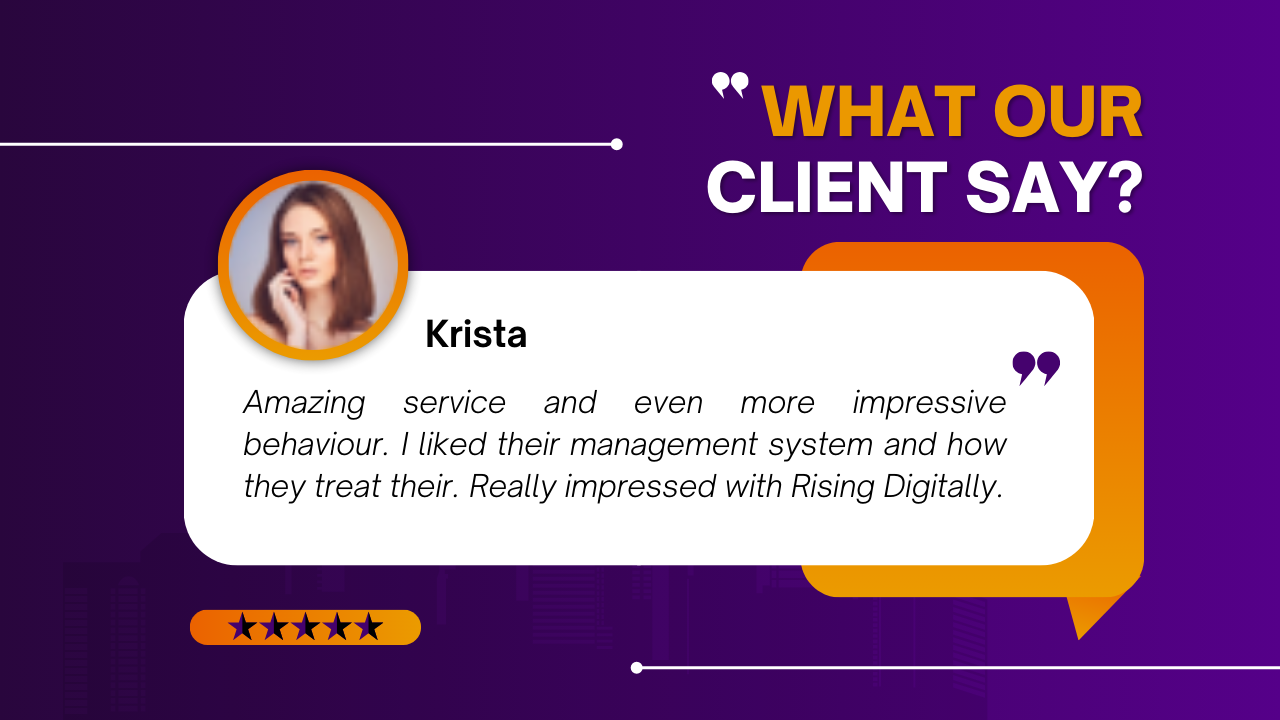 WHAT OUR
CLIENT SAY?
Krista
Amazing service and even more impressive
behaviour. I liked their management system and how
they treat their. Really impressed with Rising Digitally.